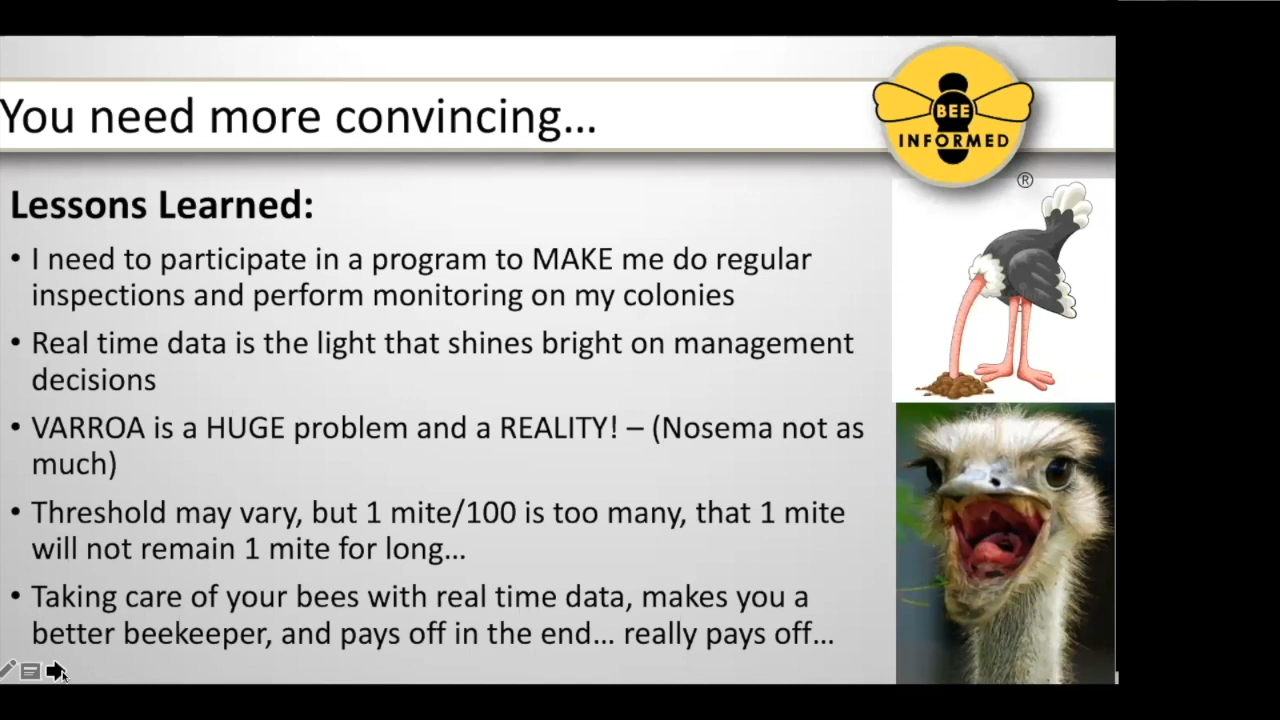 You need more convincing...
BEE
INFORMED
®
Lessons Learned:
• I need to participate in a program to MAKE me do regular
inspections and perform monitoring on my colonies
• Real time data is the light that shines bright on management
decisions
• VARROA is a HUGE problem and a REALITY! – (Nosema not as
much)
• Threshold may vary, but 1 mite/100 is too many, that 1 mite
will not remain 1 mite for long...
• Taking care of your bees with real time data, makes you a
better beekeeper, and pays off in the end... really pays off...